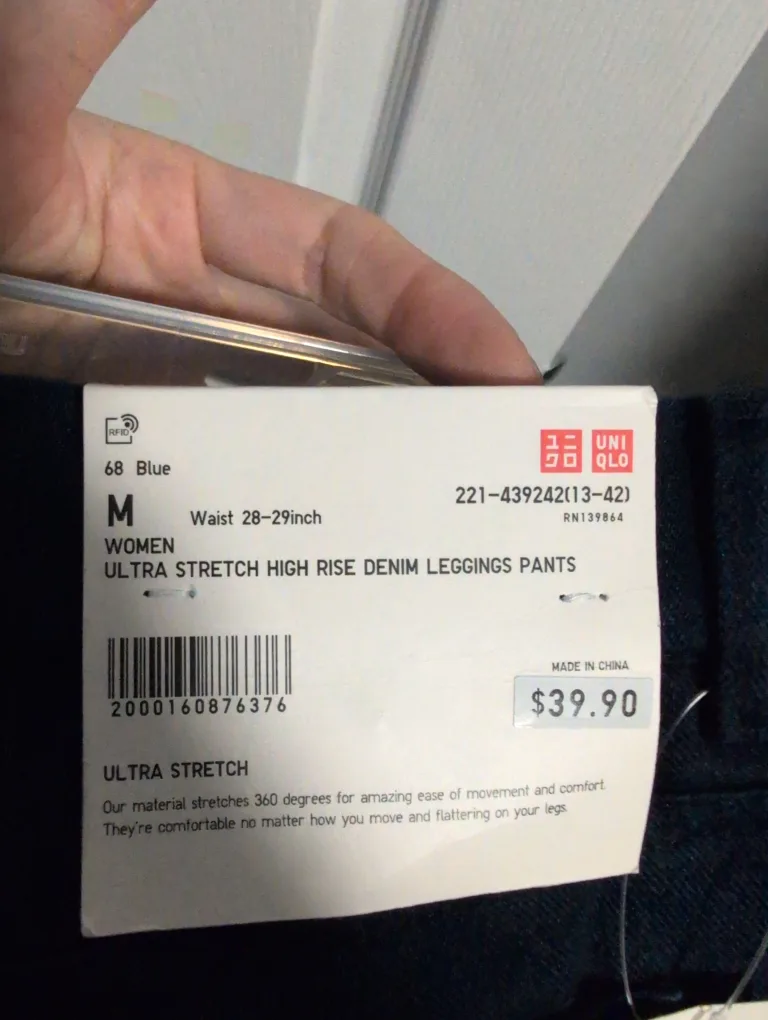 RFID
ユニ UNI
クロ QLO
68 Blue
221-439242(13-42)
M Waist 28-29inch
RN139864
WOMEN
ULTRA STRETCH HIGH RISE DENIM LEGGINGS PANTS
MADE IN CHINA
$39.90
2000160876376
ULTRA STRETCH
Our material stretches 360 degrees for amazing ease of movement and comfort.
They're comfortable no matter how you move and flattering on your legs.